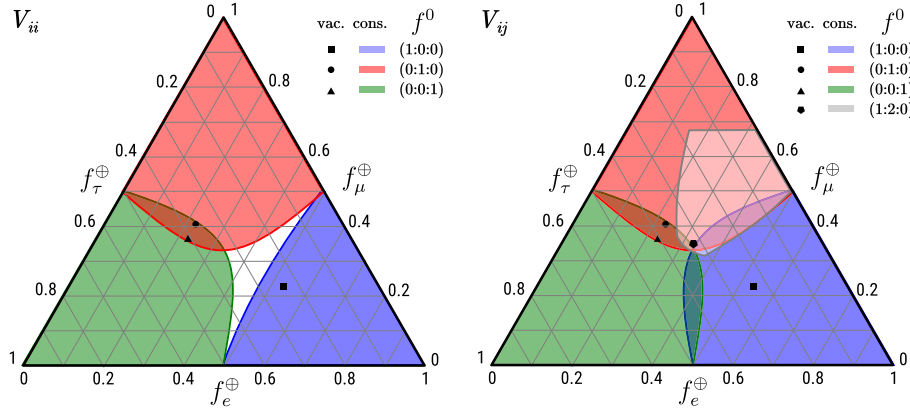 V_ii
0 1
vac. cons. f^0
(1:0:0)
(0:1:0)
(0:0:1)
0.2 0.8
0.4 0.6
f_τ^⊕ f_μ^⊕
0.6 0.4
0.8 0.2
1 0
0 0.2 0.4 0.6 0.8 1
f_e^⊕
V_ij
0 1
vac. cons. f^0
(1:0:0)
(0:1:0)
(0:0:1)
(1:2:0)
0.2 0.8
0.4 0.6
f_τ^⊕ f_μ^⊕
0.6 0.4
0.8 0.2
1 0
0 0.2 0.4 0.6 0.8 1
f_e^⊕